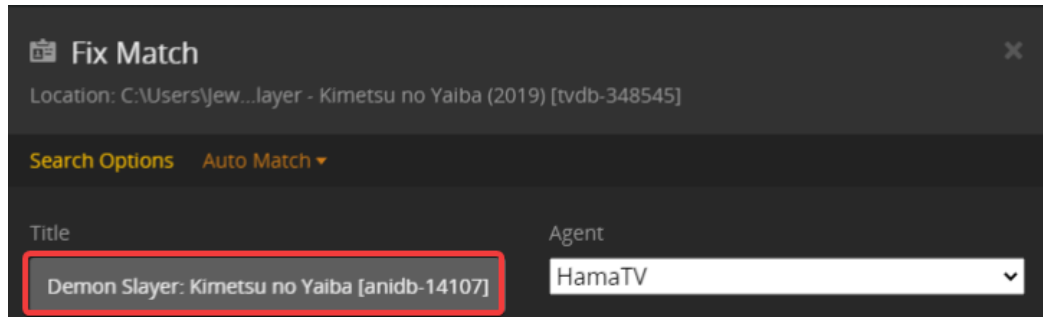 Fix Match
Location: C:\Users\Jew...layer - Kimetsu no Yaiba (2019) [tvdb-348545]
Search Options Auto Match
Title
Agent
Demon Slayer: Kimetsu no Yaiba [anidb-14107]
HamaTV